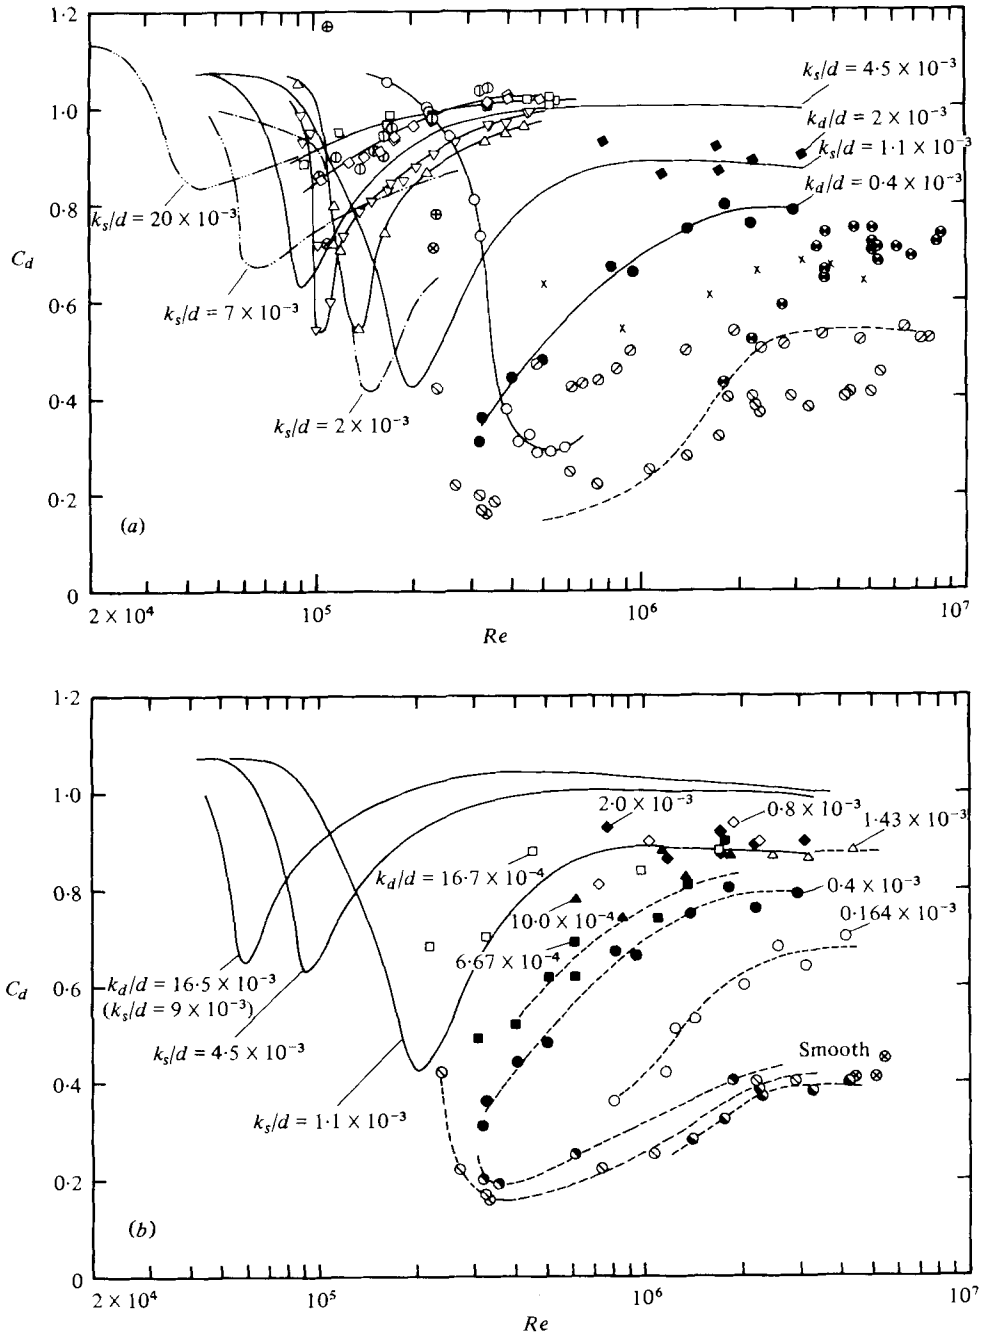 1·2
1·0
0·8
C_d
0·6
0·4
0·2
0
k_s/d = 4·5 × 10⁻³
k_d/d = 2 × 10⁻³
k_s/d = 1·1 × 10⁻³
k_d/d = 0·4 × 10⁻³
k_s/d = 20 × 10⁻³
k_s/d = 7 × 10⁻³
k_s/d = 2 × 10⁻³
(a)
2 × 10⁴ 10⁵ 10⁶ 10⁷
Re
1·2
1·0
0·8
0·6
C_d
0·4
0·2
0
2·0 × 10⁻³
0·8 × 10⁻³
1·43 × 10⁻³
k_d/d = 16·7 × 10⁻⁴
0·4 × 10⁻³
10·0 × 10⁻⁴
0·164 × 10⁻³
6·67 × 10⁻⁴
k_d/d = 16·5 × 10⁻³
(k_s/d = 9 × 10⁻³)
k_s/d = 4·5 × 10⁻³
Smooth
k_s/d = 1·1 × 10⁻³
(b)
2 × 10⁴ 10⁵ 10⁶ 10⁷
Re